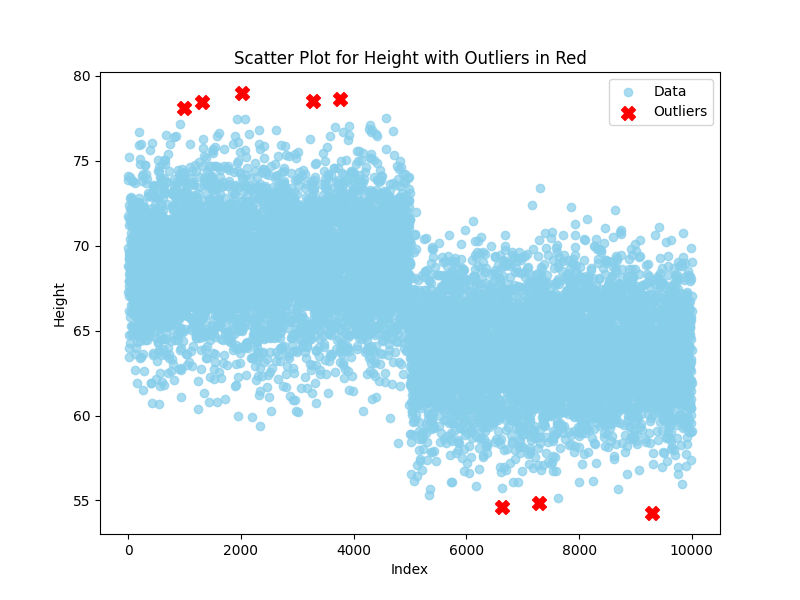 Scatter Plot for Height with Outliers in Red
Data
Outliers
80
75
70
65
60
55
Height
0
2000
4000
6000
8000
10000
Index